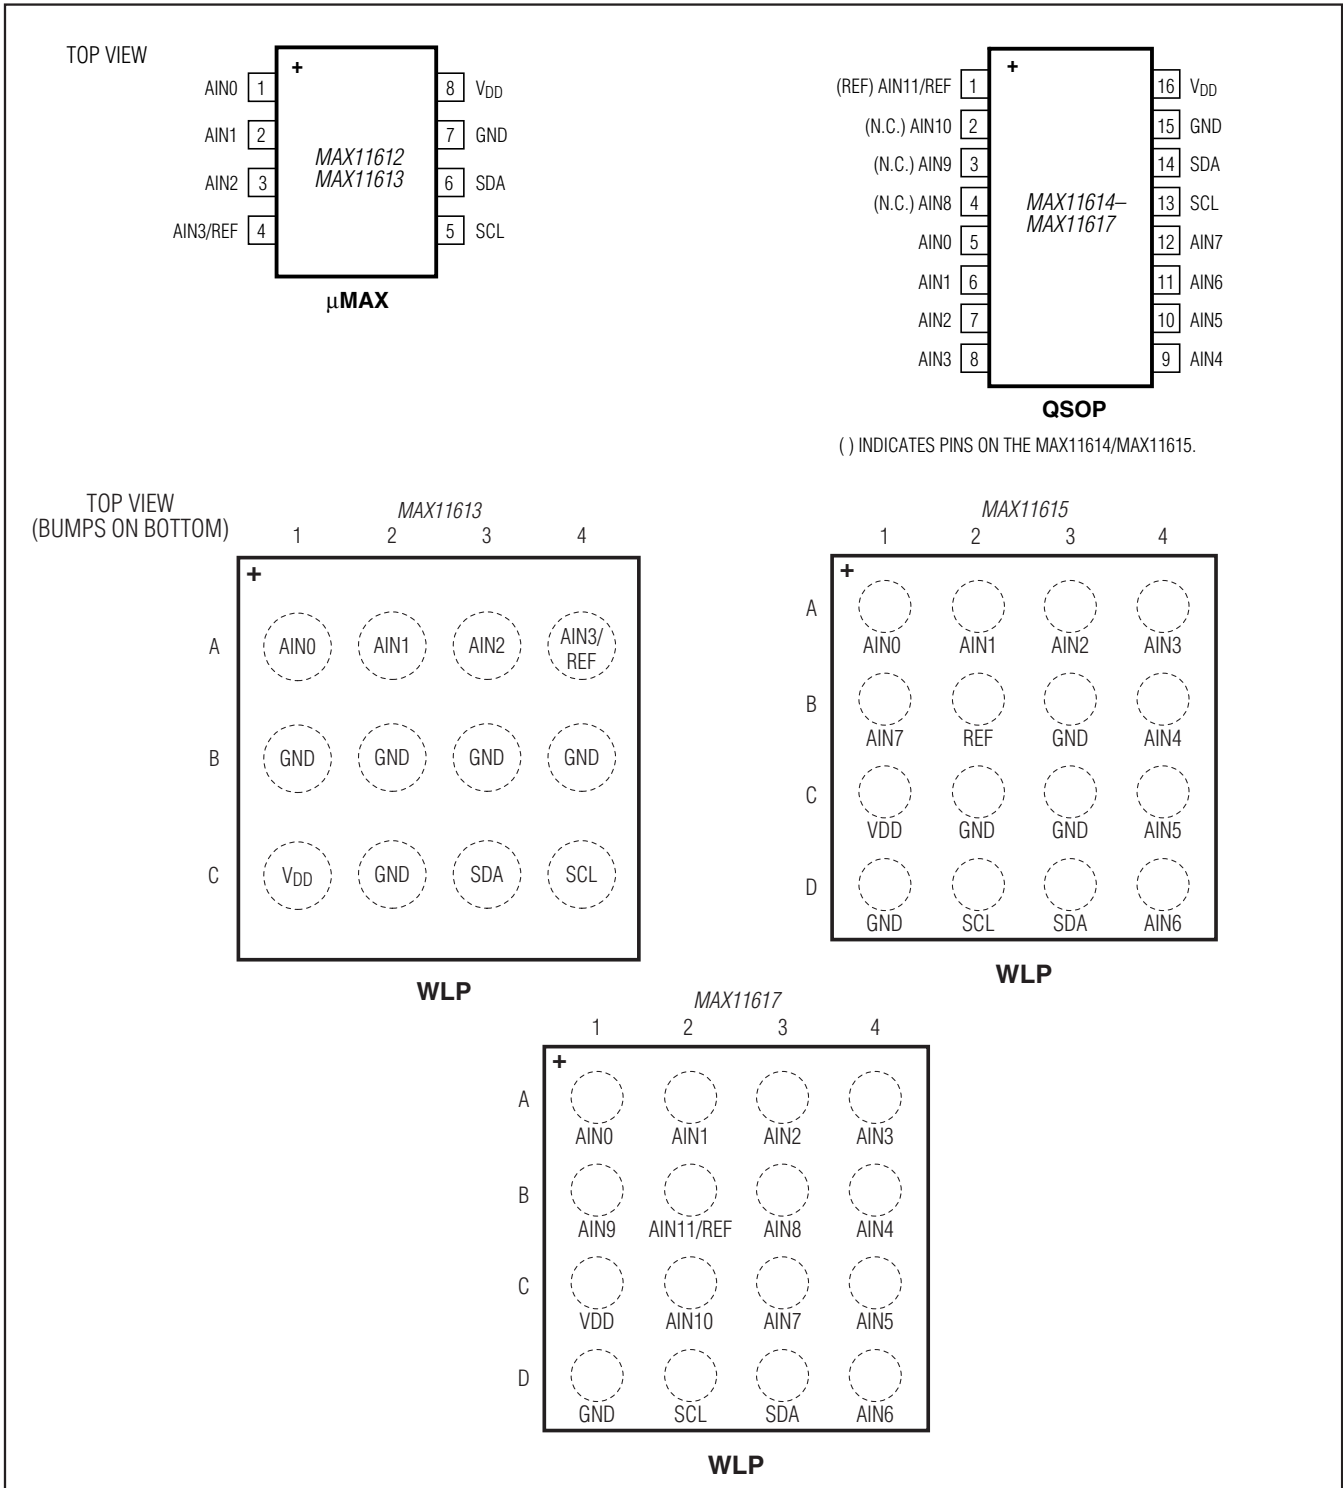 TOP VIEW
+
AIN0 1 8 VDD
AIN1 2 7 GND
MAX11612
MAX11613
AIN2 3 6 SDA
AIN3/REF 4 5 SCL
µMAX
+
(REF) AIN11/REF 1 16 VDD
(N.C.) AIN10 2 15 GND
(N.C.) AIN9 3 14 SDA
(N.C.) AIN8 4 13 SCL
MAX11614–
MAX11617
AIN0 5 12 AIN7
AIN1 6 11 AIN6
AIN2 7 10 AIN5
AIN3 8 9 AIN4
QSOP
( ) INDICATES PINS ON THE MAX11614/MAX11615.
TOP VIEW
(BUMPS ON BOTTOM)
MAX11613
1 2 3 4
+
A AIN0 AIN1 AIN2 AIN3/
REF
B GND GND GND GND
C VDD GND SDA SCL
WLP
MAX11615
1 2 3 4
+
A
AIN0 AIN1 AIN2 AIN3
B
AIN7 REF GND AIN4
C
VDD GND GND AIN5
D
GND SCL SDA AIN6
WLP
MAX11617
1 2 3 4
+
A
AIN0 AIN1 AIN2 AIN3
B
AIN9 AIN11/REF AIN8 AIN4
C
VDD AIN10 AIN7 AIN5
D
GND SCL SDA AIN6
WLP